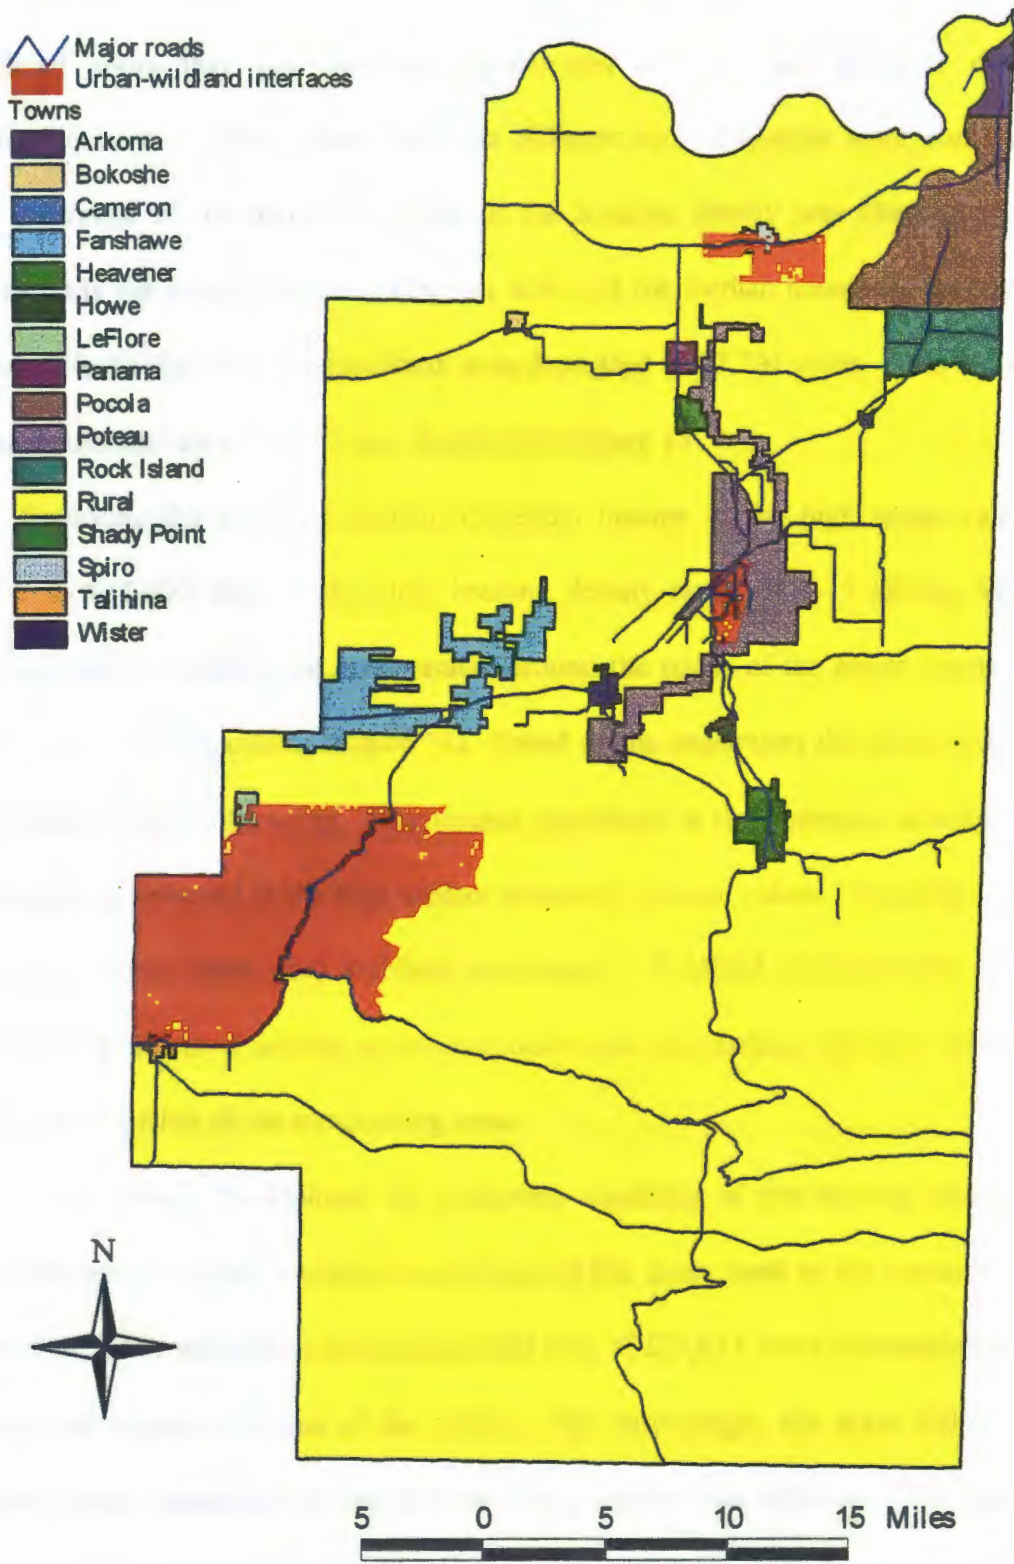 Major roads
Urban-wildland interfaces
Towns
Arkoma
Bokoshe
Cameron
Fanshawe
Heavener
Howe
LeFlore
Panama
Pocola
Poteau
Rock Island
Rural
Shady Point
Spiro
Talihina
Wister
N
5 0 5 10 15 Miles